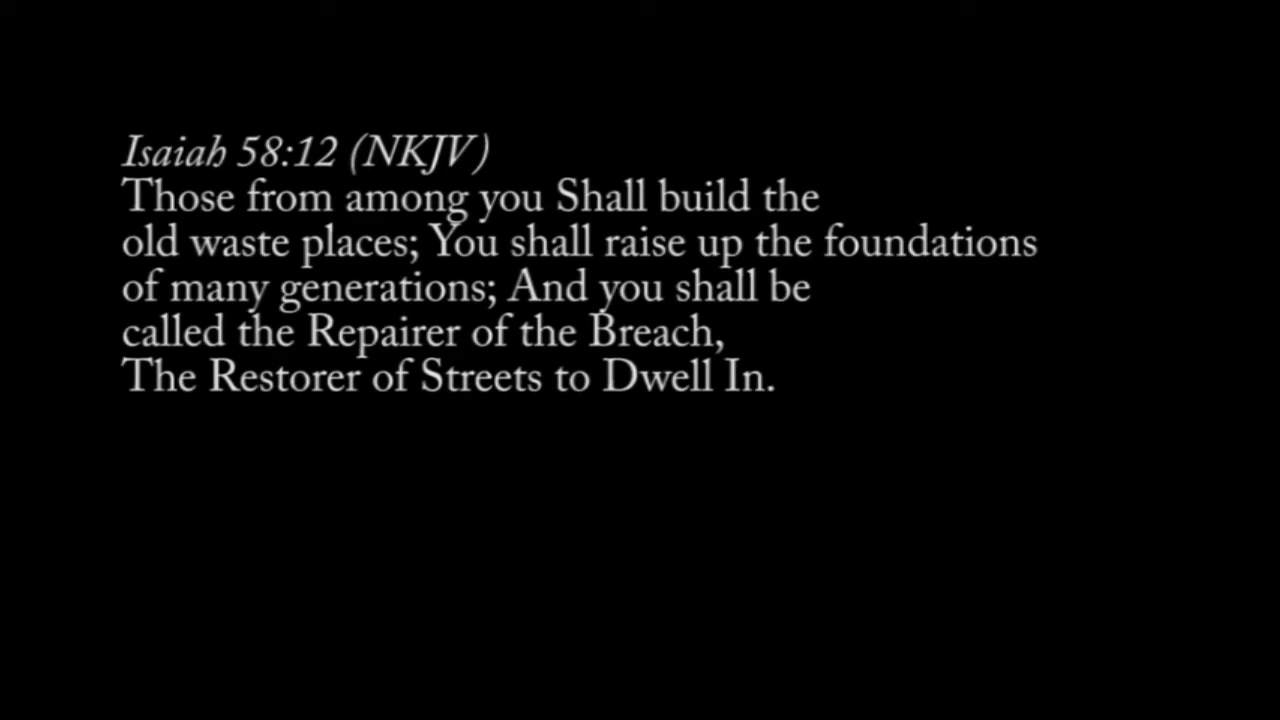 Isaiah 58:12 (NKJV)
Those from among you Shall build the
old waste places; You shall raise up the foundations
of many generations; And you shall be
called the Repairer of the Breach,
The Restorer of Streets to Dwell In.